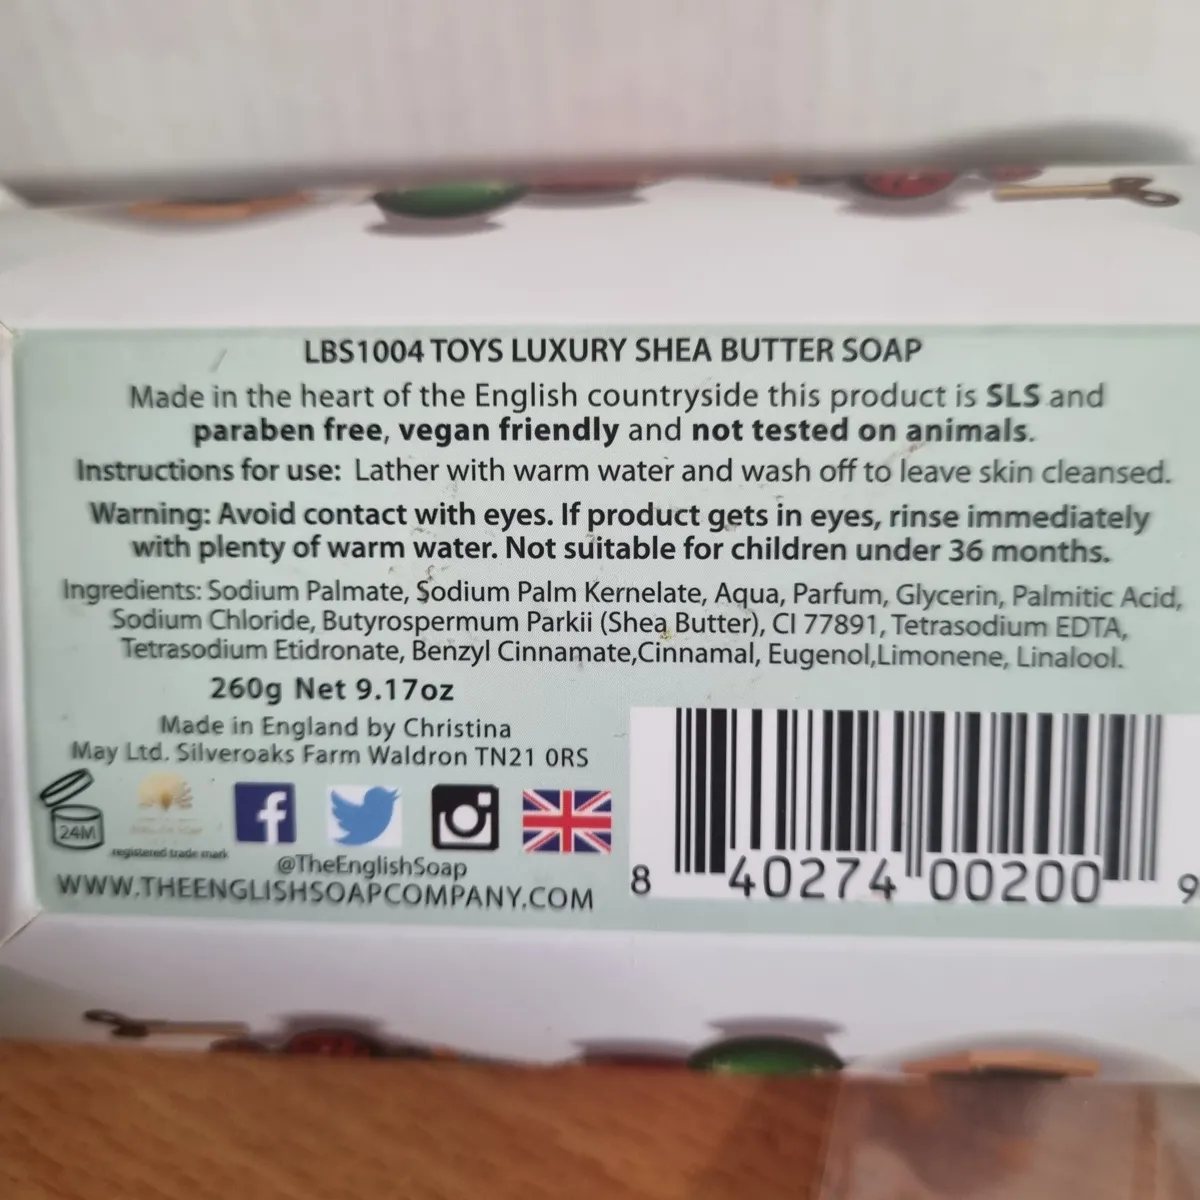 LBS1004 TOYS LUXURY SHEA BUTTER SOAP
Made in the heart of the English countryside this product is SLS and
paraben free, vegan friendly and not tested on animals.
Instructions for use: Lather with warm water and wash off to leave skin cleansed.
Warning: Avoid contact with eyes. If product gets in eyes, rinse immediately
with plenty of warm water. Not suitable for children under 36 months.
Ingredients: Sodium Palmate, Sodium Palm Kernelate, Aqua, Parfum, Glycerin, Palmitic Acid,
Sodium Chloride, Butyrospermum Parkii (Shea Butter), CI 77891, Tetrasodium EDTA,
Tetrasodium Etidronate, Benzyl Cinnamate,Cinnamal, Eugenol,Limonene, Linalool.
260g Net 9.17oz
Made in England by Christina
May Ltd. Silveroaks Farm Waldron TN21 0RS
24M
registered trade mark
@TheEnglishSoap
WWW.THEENGLISHSOAPCOMPANY.COM
8 40274 00200 9